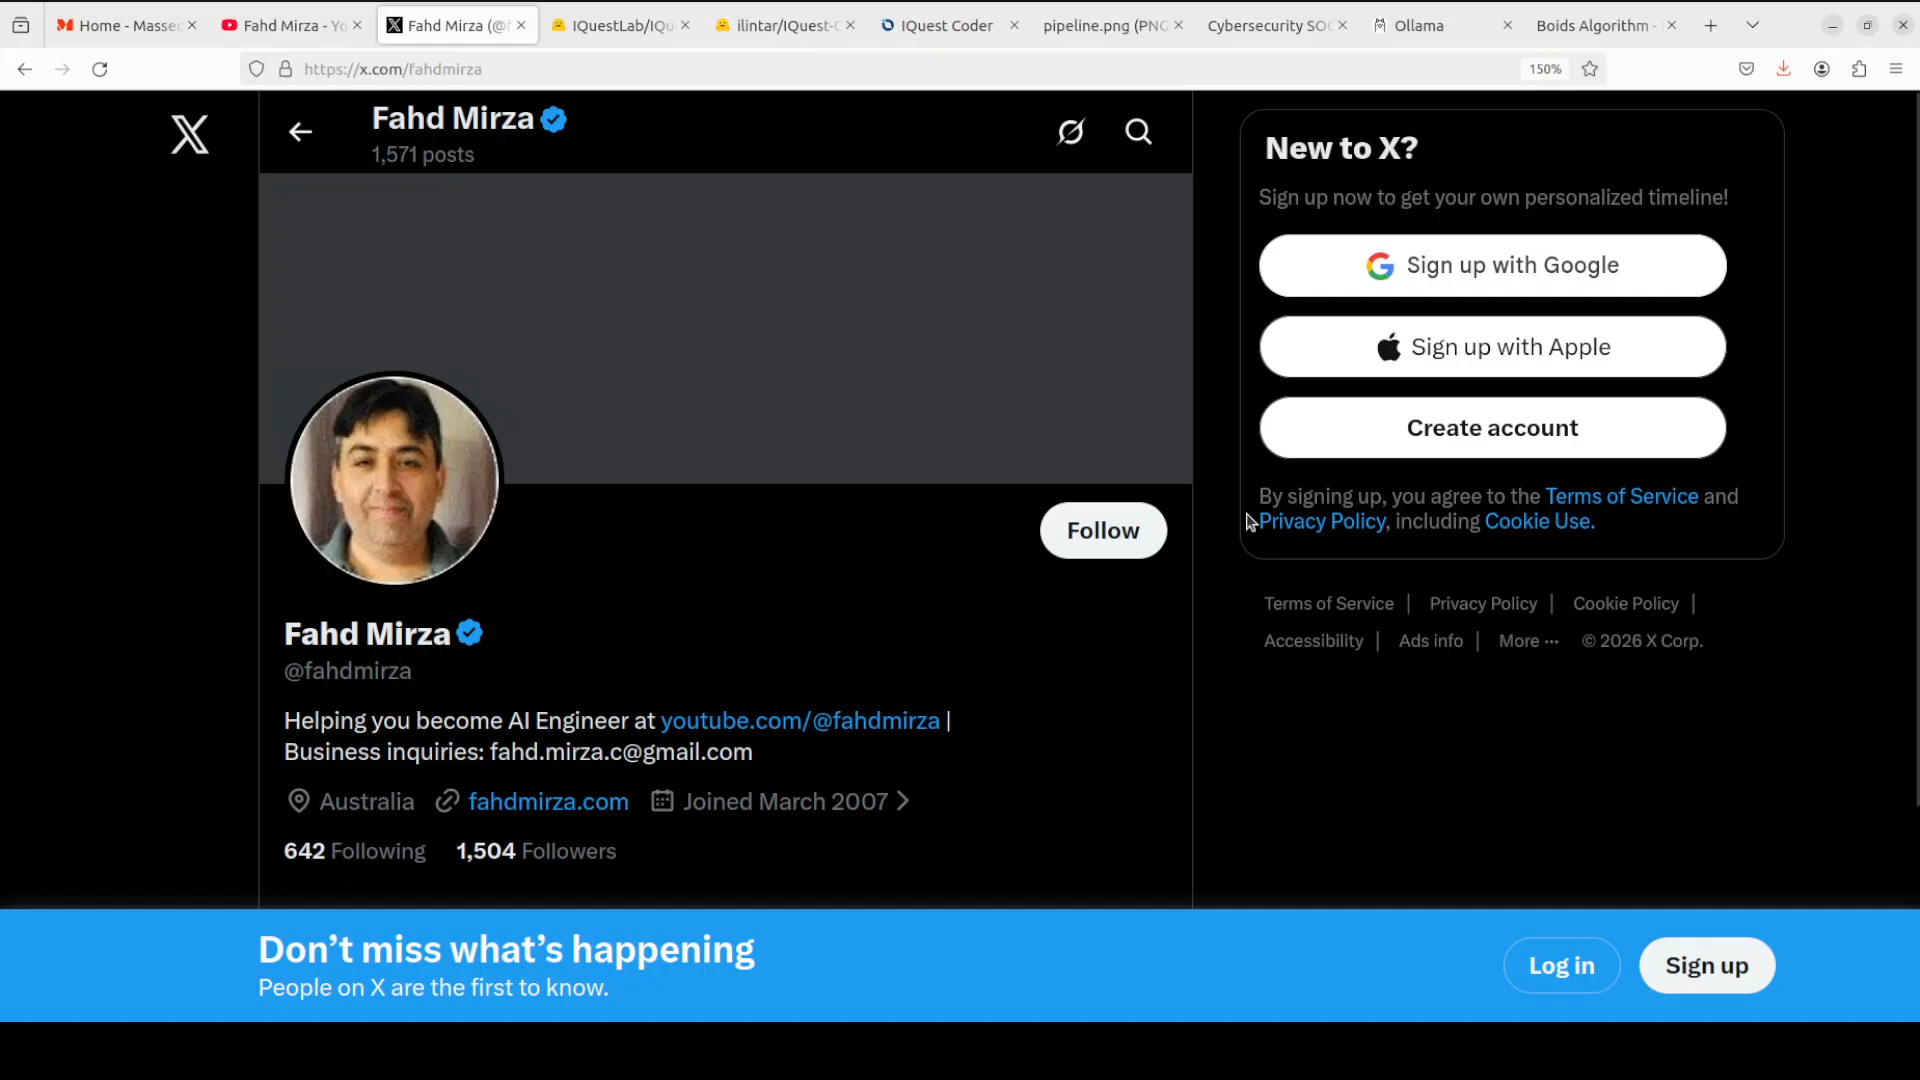 Home - Massec
Fahd Mirza - Yo
Fahd Mirza (@f
IQuestLab/IQu
ilintar/IQuest-C
IQuest Coder
pipeline.png (PNG
Cybersecurity SOC
Ollama
Boids Algorithm -
https://x.com/fahdmirza
150%
Fahd Mirza
1,571 posts
New to X?
Sign up now to get your own personalized timeline!
Sign up with Google
Sign up with Apple
Create account
By signing up, you agree to the Terms of Service and
Privacy Policy, including Cookie Use.
Follow
Terms of Service | Privacy Policy | Cookie Policy |
Accessibility | Ads info | More ··· © 2026 X Corp.
Fahd Mirza
@fahdmirza
Helping you become AI Engineer at youtube.com/@fahdmirza |
Business inquiries: fahd.mirza.c@gmail.com
Australia fahdmirza.com Joined March 2007
642 Following 1,504 Followers
Don’t miss what’s happening
People on X are the first to know.
Log in
Sign up